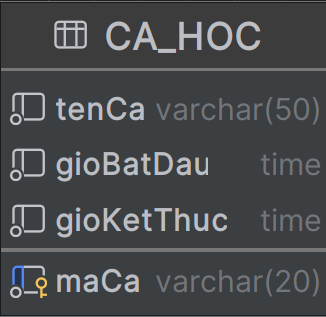 CA_HOC
tenCa varchar(50)
gioBatDau time
gioKetThuc time
maCa varchar(20)